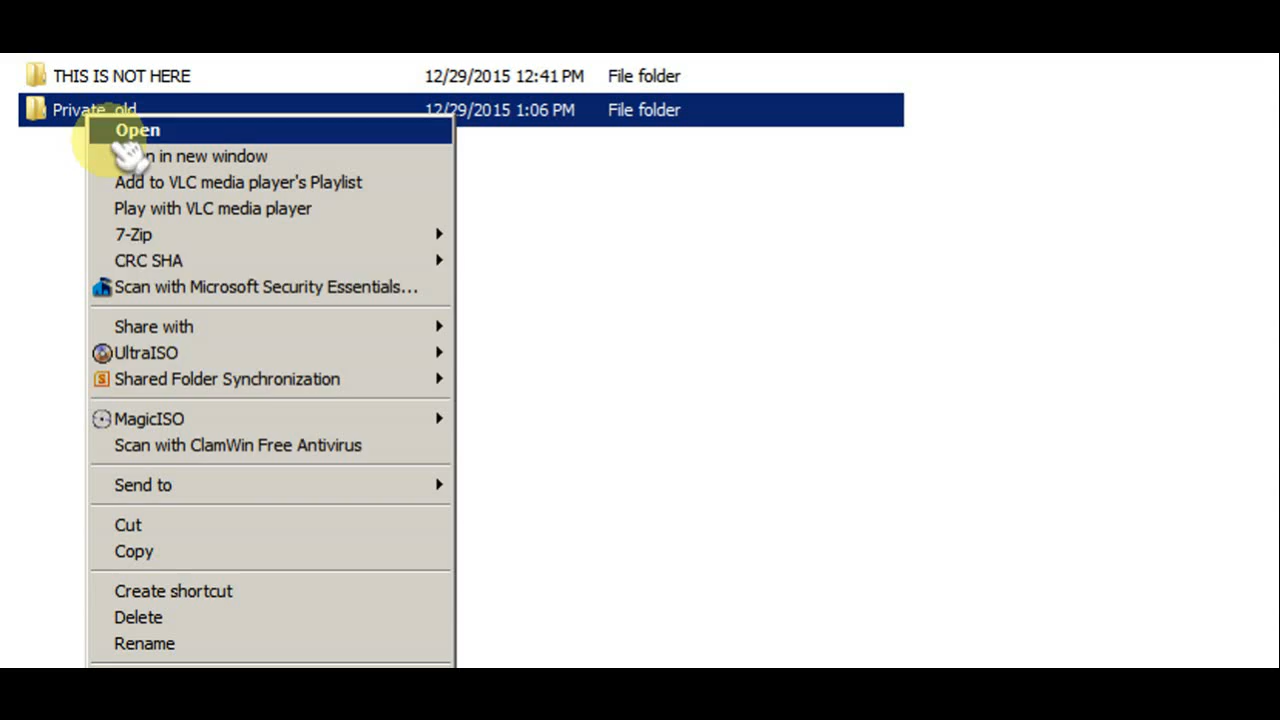 THIS IS NOT HERE 12/29/2015 12:41 PM File folder
Private_old 12/29/2015 1:06 PM File folder
Open
in new window
Add to VLC media player's Playlist
Play with VLC media player
7-Zip
CRC SHA
Scan with Microsoft Security Essentials...
Share with
UltraISO
Shared Folder Synchronization
MagicISO
Scan with ClamWin Free Antivirus
Send to
Cut
Copy
Create shortcut
Delete
Rename